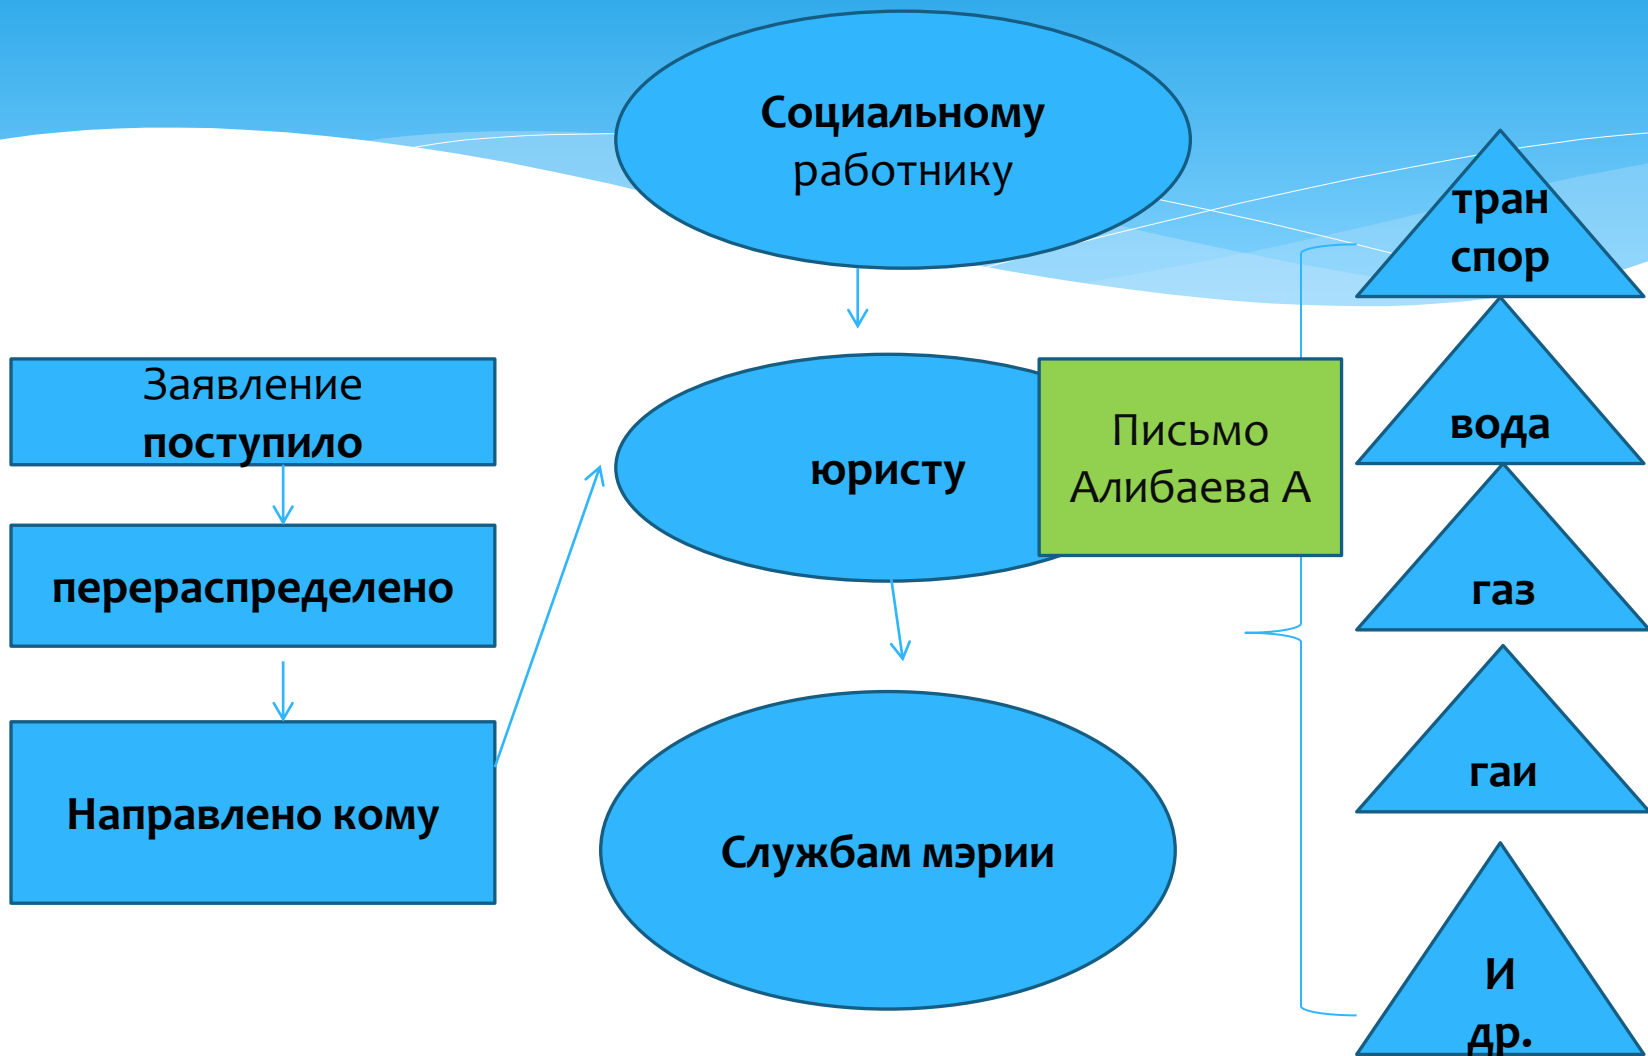 Заявление
поступило
перераспределено
Направлено кому
Социальному
работнику
юристу
Письмо
Алибаева А
Службам мэрии
тран
спор
вода
газ
гаи
И
др.